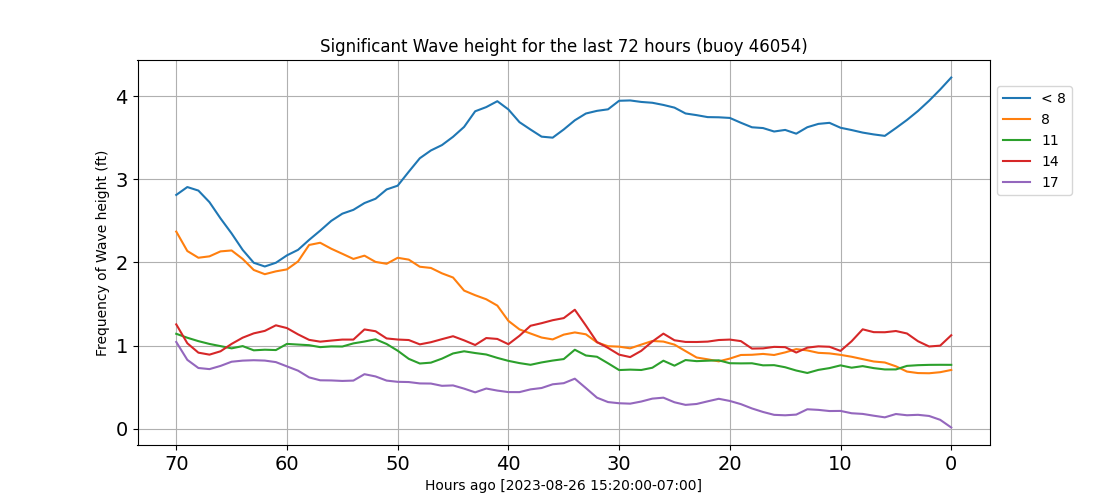 Significant Wave height for the last 72 hours (buoy 46054)
Frequency of Wave height (ft)
4
3
2
1
0
70 60 50 40 30 20 10 0
Hours ago [2023-08-26 15:20:00-07:00]
< 8
8
11
14
17